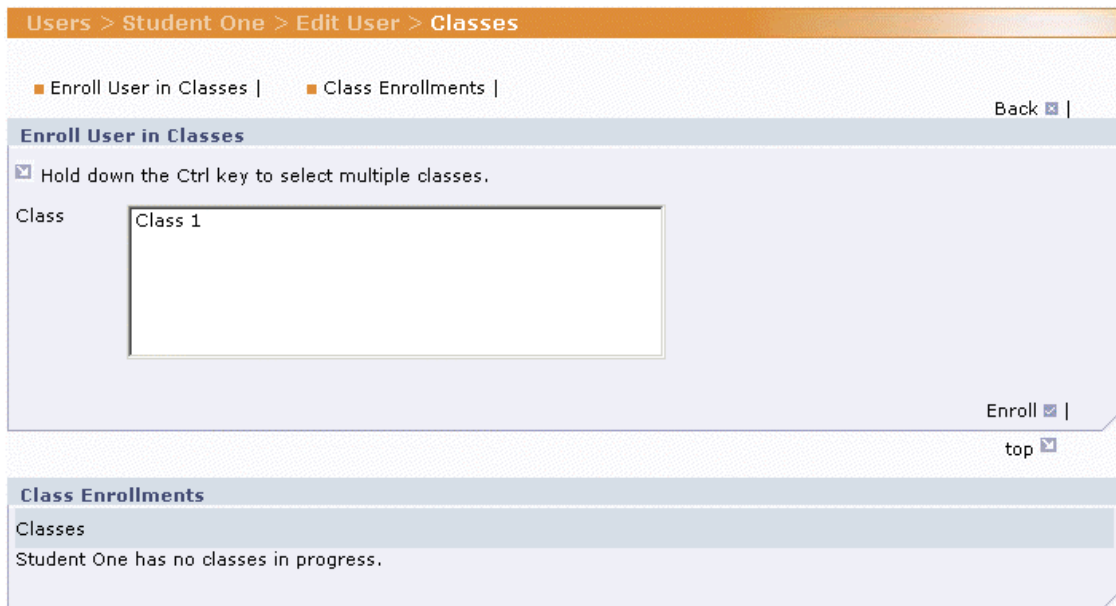 Users > Student One > Edit User > Classes
Enroll User in Classes | Class Enrollments |
Back |
Enroll User in Classes
Hold down the Ctrl key to select multiple classes.
Class Class 1
Enroll |
top
Class Enrollments
Classes
Student One has no classes in progress.